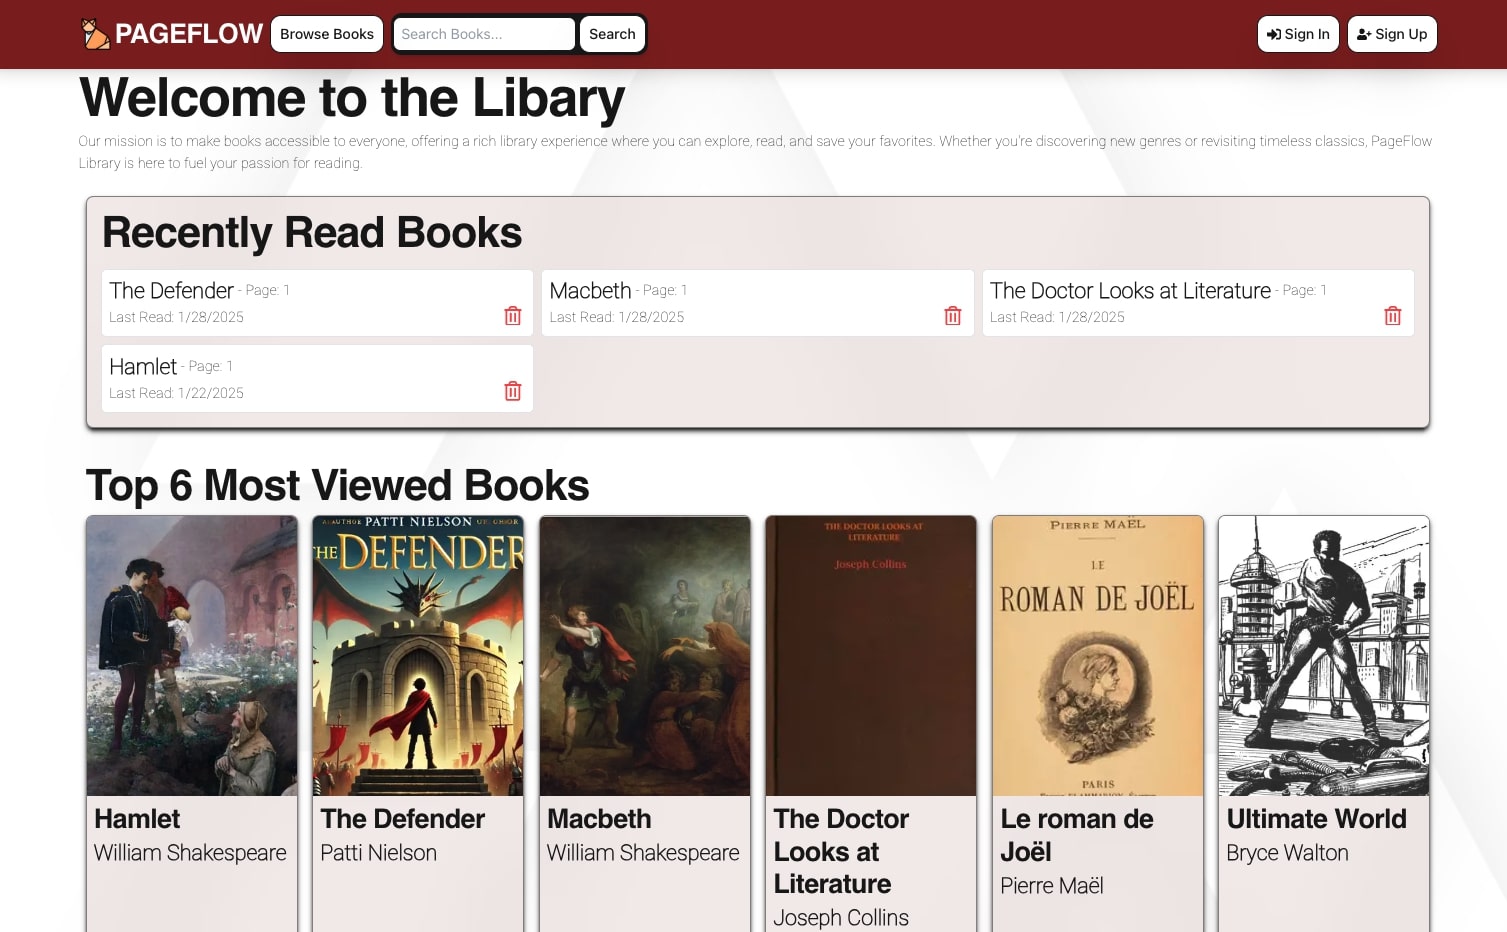 PAGEFLOW
Browse Books
Search Books...
Search
Sign In
Sign Up
Welcome to the Libary
Our mission is to make books accessible to everyone, offering a rich library experience where you can explore, read, and save your favorites. Whether you're discovering new genres or revisiting timeless classics, PageFlow
Library is here to fuel your passion for reading.
Recently Read Books
The Defender - Page: 1
Last Read: 1/28/2025
Macbeth - Page: 1
Last Read: 1/28/2025
The Doctor Looks at Literature - Page: 1
Last Read: 1/28/2025
Hamlet - Page: 1
Last Read: 1/22/2025
Top 6 Most Viewed Books
PATTI NIELSON
THE DEFENDER
THE DOCTOR LOOKS AT
LITERATURE
Joseph Collins
PIERRE MAËL
LE
ROMAN DE JOËL
PARIS
Hamlet
William Shakespeare
The Defender
Patti Nielson
Macbeth
William Shakespeare
The Doctor
Looks at
Literature
Joseph Collins
Le roman de
Joël
Pierre Maël
Ultimate World
Bryce Walton